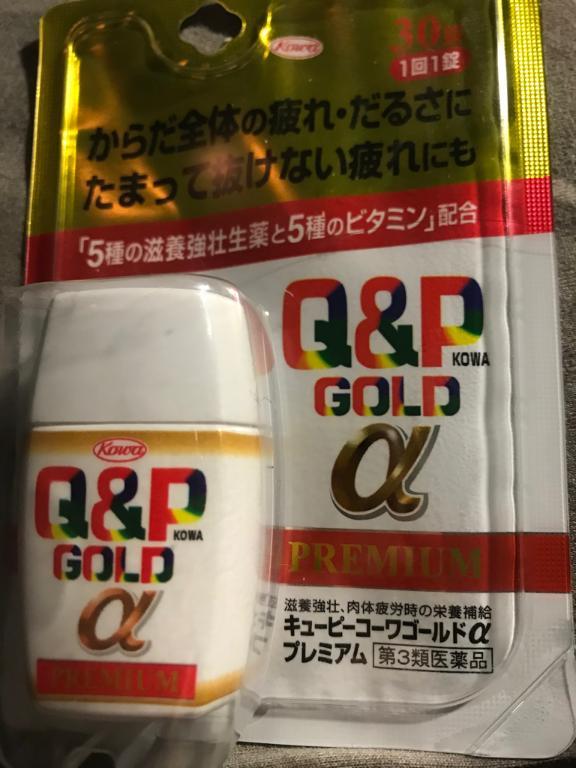 Kowa
30錠
1回1錠
からだ全体の疲れ・だるさに
たまって抜けない疲れにも
「5種の滋養強壮生薬と5種のビタミン」配合
Q&P
KOWA
GOLD
α
PREMIUM
滋養強壮、肉体疲労時の栄養補給
キューピーコーワゴールドα
プレミアム 第3類医薬品
Kowa
Q&P
KOWA
GOLD
α
PREMIUM